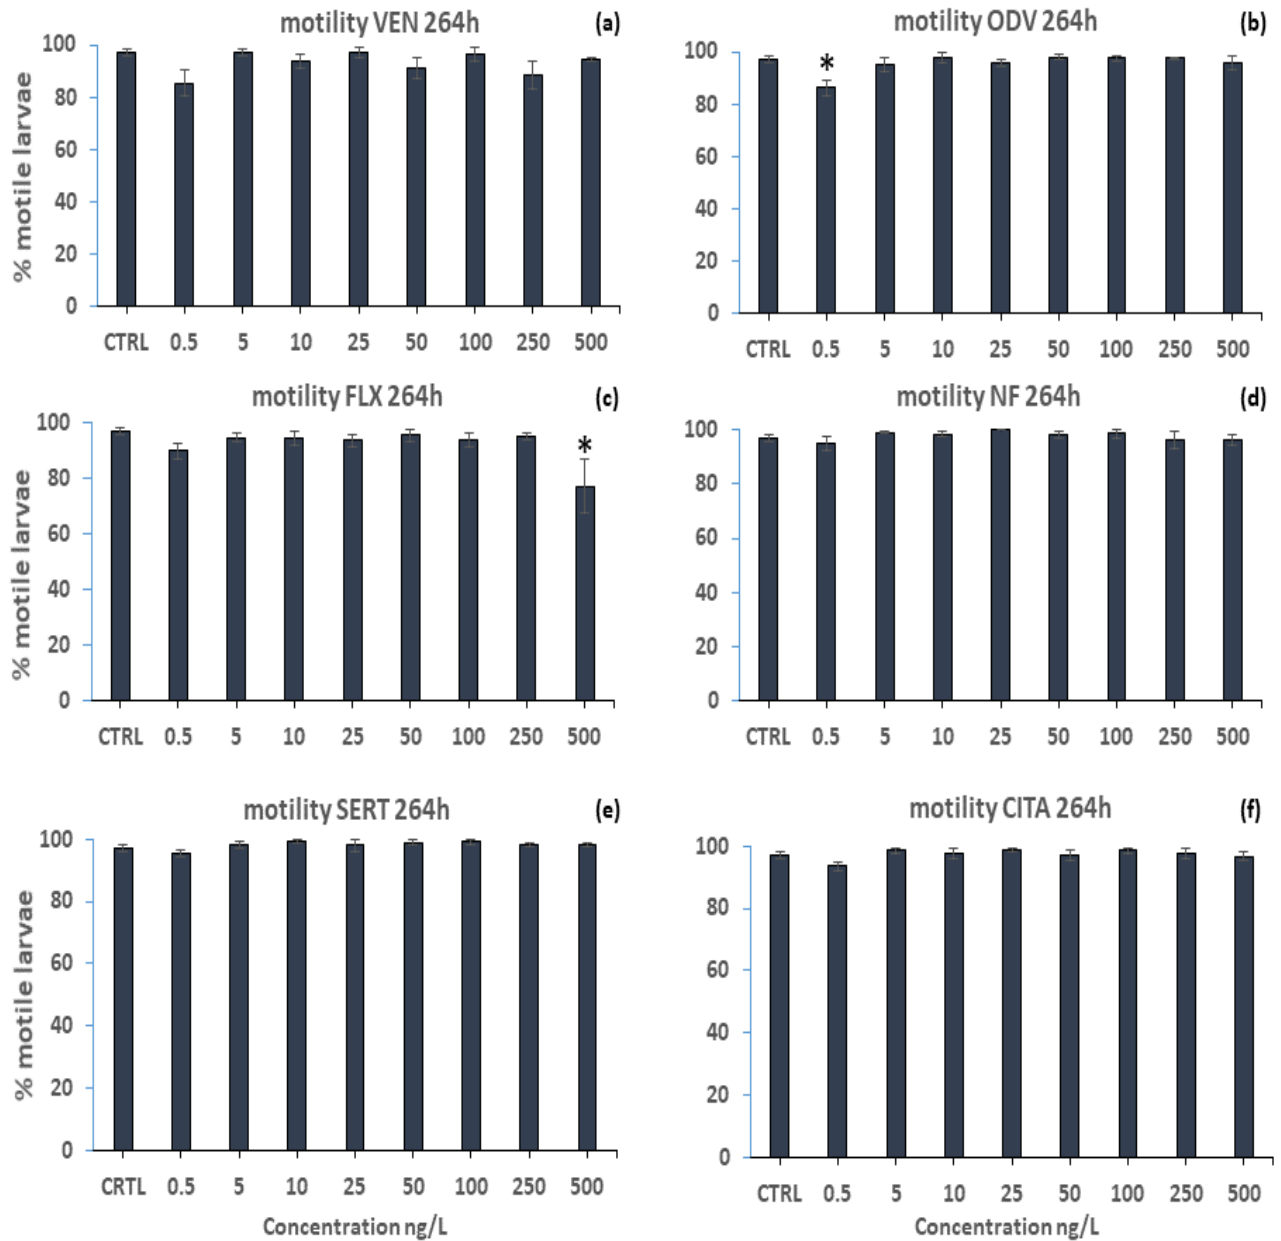 motility VEN 264h (a)
% motile larvae
100
80
60
40
20
0
CTRL 0.5 5 10 25 50 100 250 500
motility ODV 264h (b)
100
80
60
40
20
0
*
CTRL 0.5 5 10 25 50 100 250 500
motility FLX 264h (c)
% motile larvae
100
80
60
40
20
0
*
CTRL 0.5 5 10 25 50 100 250 500
motility NF 264h (d)
100
80
60
40
20
0
CTRL 0.5 5 10 25 50 100 250 500
motility SERT 264h (e)
% motile larvae
100
80
60
40
20
0
CRTL 0.5 5 10 25 50 100 250 500
Concentration ng/L
motility CITA 264h (f)
100
80
60
40
20
0
CTRL 0.5 5 10 25 50 100 250 500
Concentration ng/L